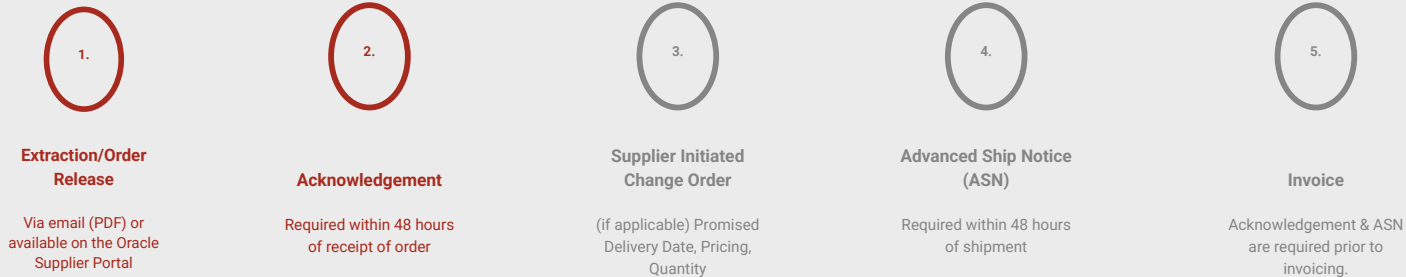 1.
Extraction/Order
Release
Via email (PDF) or
available on the Oracle
Supplier Portal
2.
Acknowledgement
Required within 48 hours
of receipt of order
3.
Supplier Initiated
Change Order
(if applicable) Promised
Delivery Date, Pricing,
Quantity
4.
Advanced Ship Notice
(ASN)
Required within 48 hours
of shipment
5.
Invoice
Acknowledgement & ASN
are required prior to
invoicing.